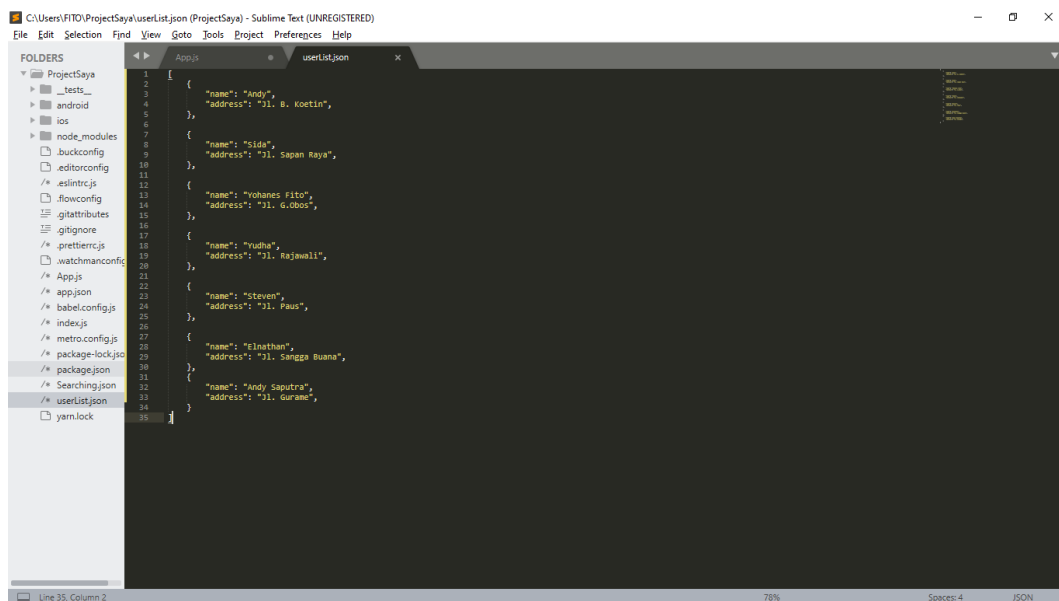 C:\Users\FITO\ProjectSaya\userList.json (ProjectSaya) - Sublime Text (UNREGISTERED)
File Edit Selection Find View Goto Tools Project Preferences Help
FOLDERS
ProjectSaya
__tests__
android
ios
node_modules
.buckconfig
.editorconfig
.eslintrc.js
.flowconfig
.gitattributes
.gitignore
.prettierrc.js
.watchmanconfig
App.js
app.json
babel.config.js
index.js
metro.config.js
package-lock.jso
package.json
Searching.json
userList.json
yarn.lock
App.js userList.json
1 [
2 {
3 "name": "Andy",
4 "address": "Jl. B. Koetin",
5 },
6
7 {
8 "name": "Sida",
9 "address": "Jl. Sapan Raya",
10 },
11
12 {
13 "name": "Yohanes Fito",
14 "address": "Jl. G.Obos",
15 },
16
17 {
18 "name": "Yudha",
19 "address": "Jl. Rajawali",
20 },
21
22 {
23 "name": "Steven",
24 "address": "Jl. Paus",
25 },
26
27 {
28 "name": "Elnathan",
29 "address": "Jl. Sangga Buana",
30 },
31 {
32 "name": "Andy Saputra",
33 "address": "Jl. Gurame",
34 }
35 ]
Line 35, Column 2 78% Spaces: 4 JSON